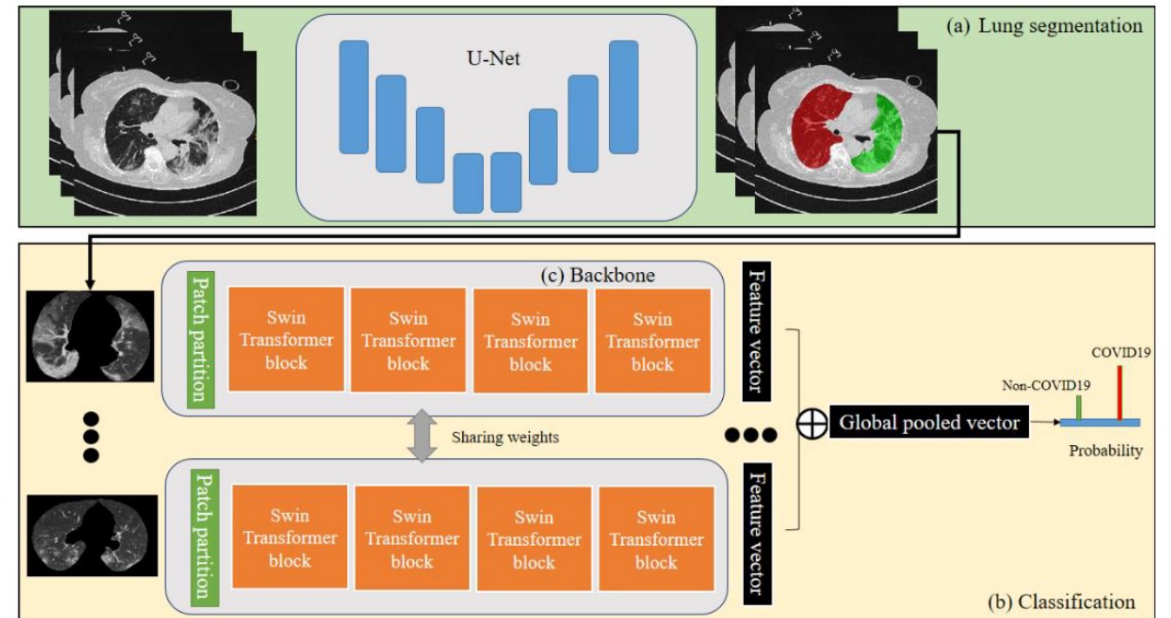 (a) Lung segmentation
U-Net
(c) Backbone
Patch partition
Swin
Transformer
block
Swin
Transformer
block
Swin
Transformer
block
Swin
Transformer
block
Feature vector
Sharing weights
Patch partition
Swin
Transformer
block
Swin
Transformer
block
Swin
Transformer
block
Swin
Transformer
block
Feature vector
Global pooled vector
COVID19
Non-COVID19
Probability
(b) Classification